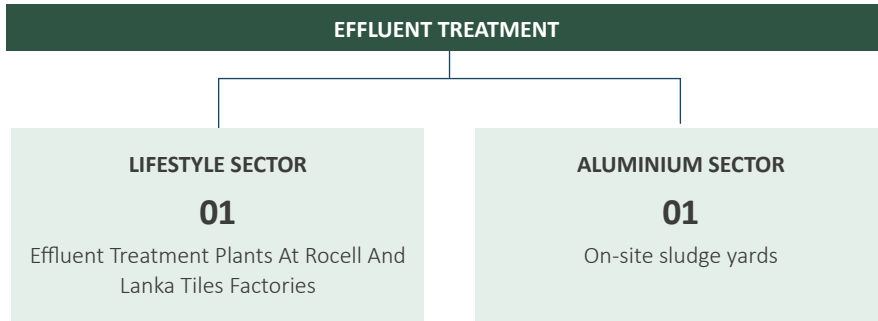 EFFLUENT TREATMENT
LIFESTYLE SECTOR
01
Effluent Treatment Plants At Rocell And
Lanka Tiles Factories
ALUMINIUM SECTOR
01
On-site sludge yards